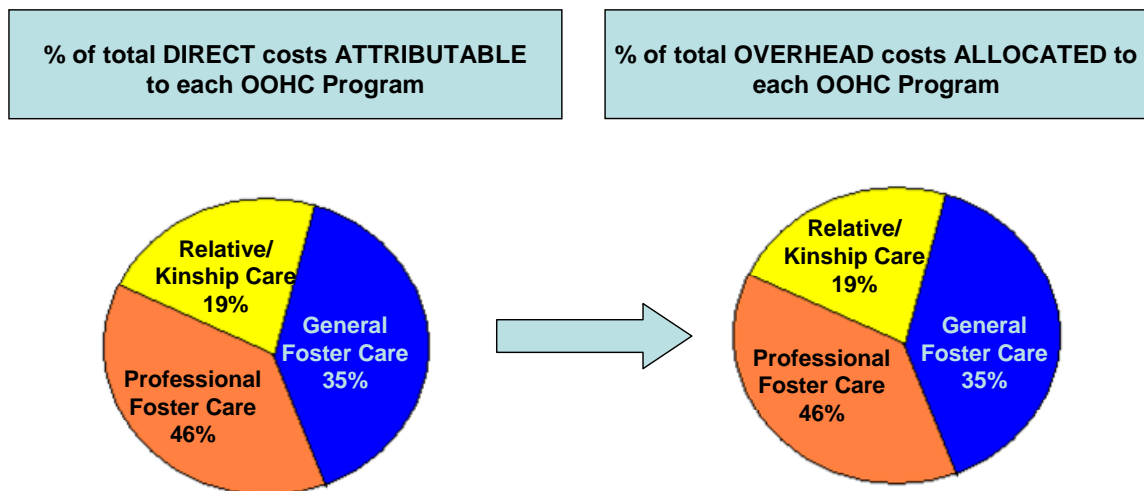 % of total DIRECT costs ATTRIBUTABLE
to each OOHC Program
% of total OVERHEAD costs ALLOCATED to
each OOHC Program
Relative/
Kinship Care
19%
General
Foster Care
35%
Professional
Foster Care
46%
Relative/
Kinship Care
19%
General
Foster Care
35%
Professional
Foster Care
46%